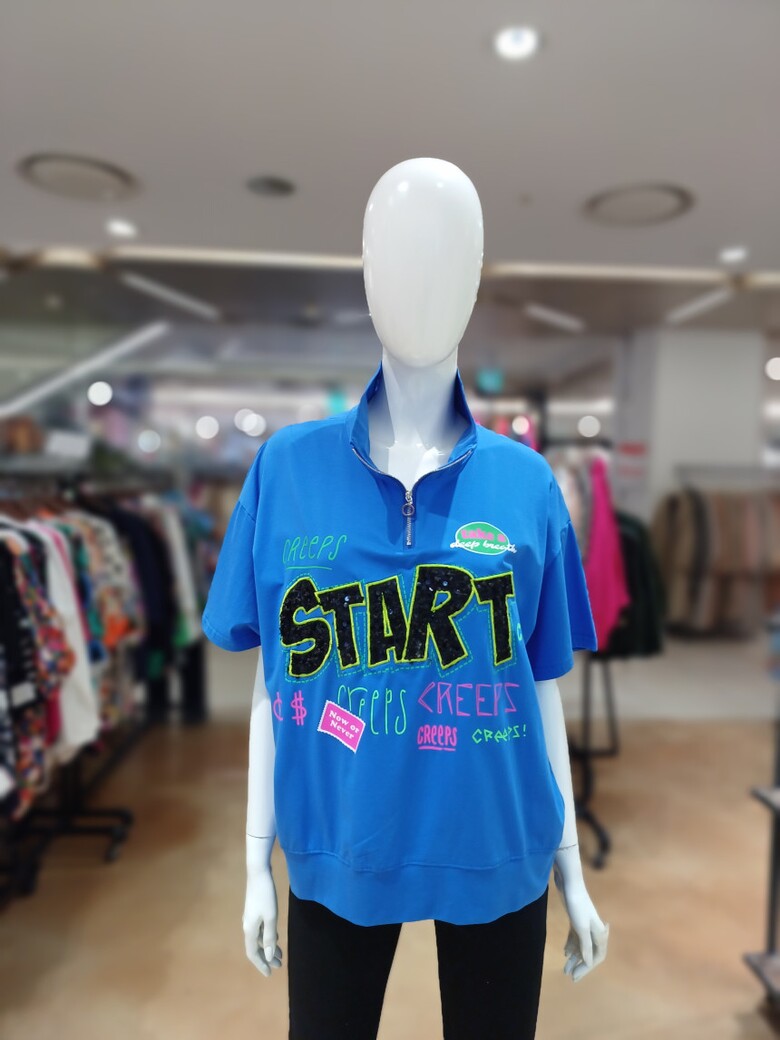 CREEPS
take a
deep breath
START
¢ $
CREEPS
CREEPS
Now or
Never
CREEPS
CREEPS!